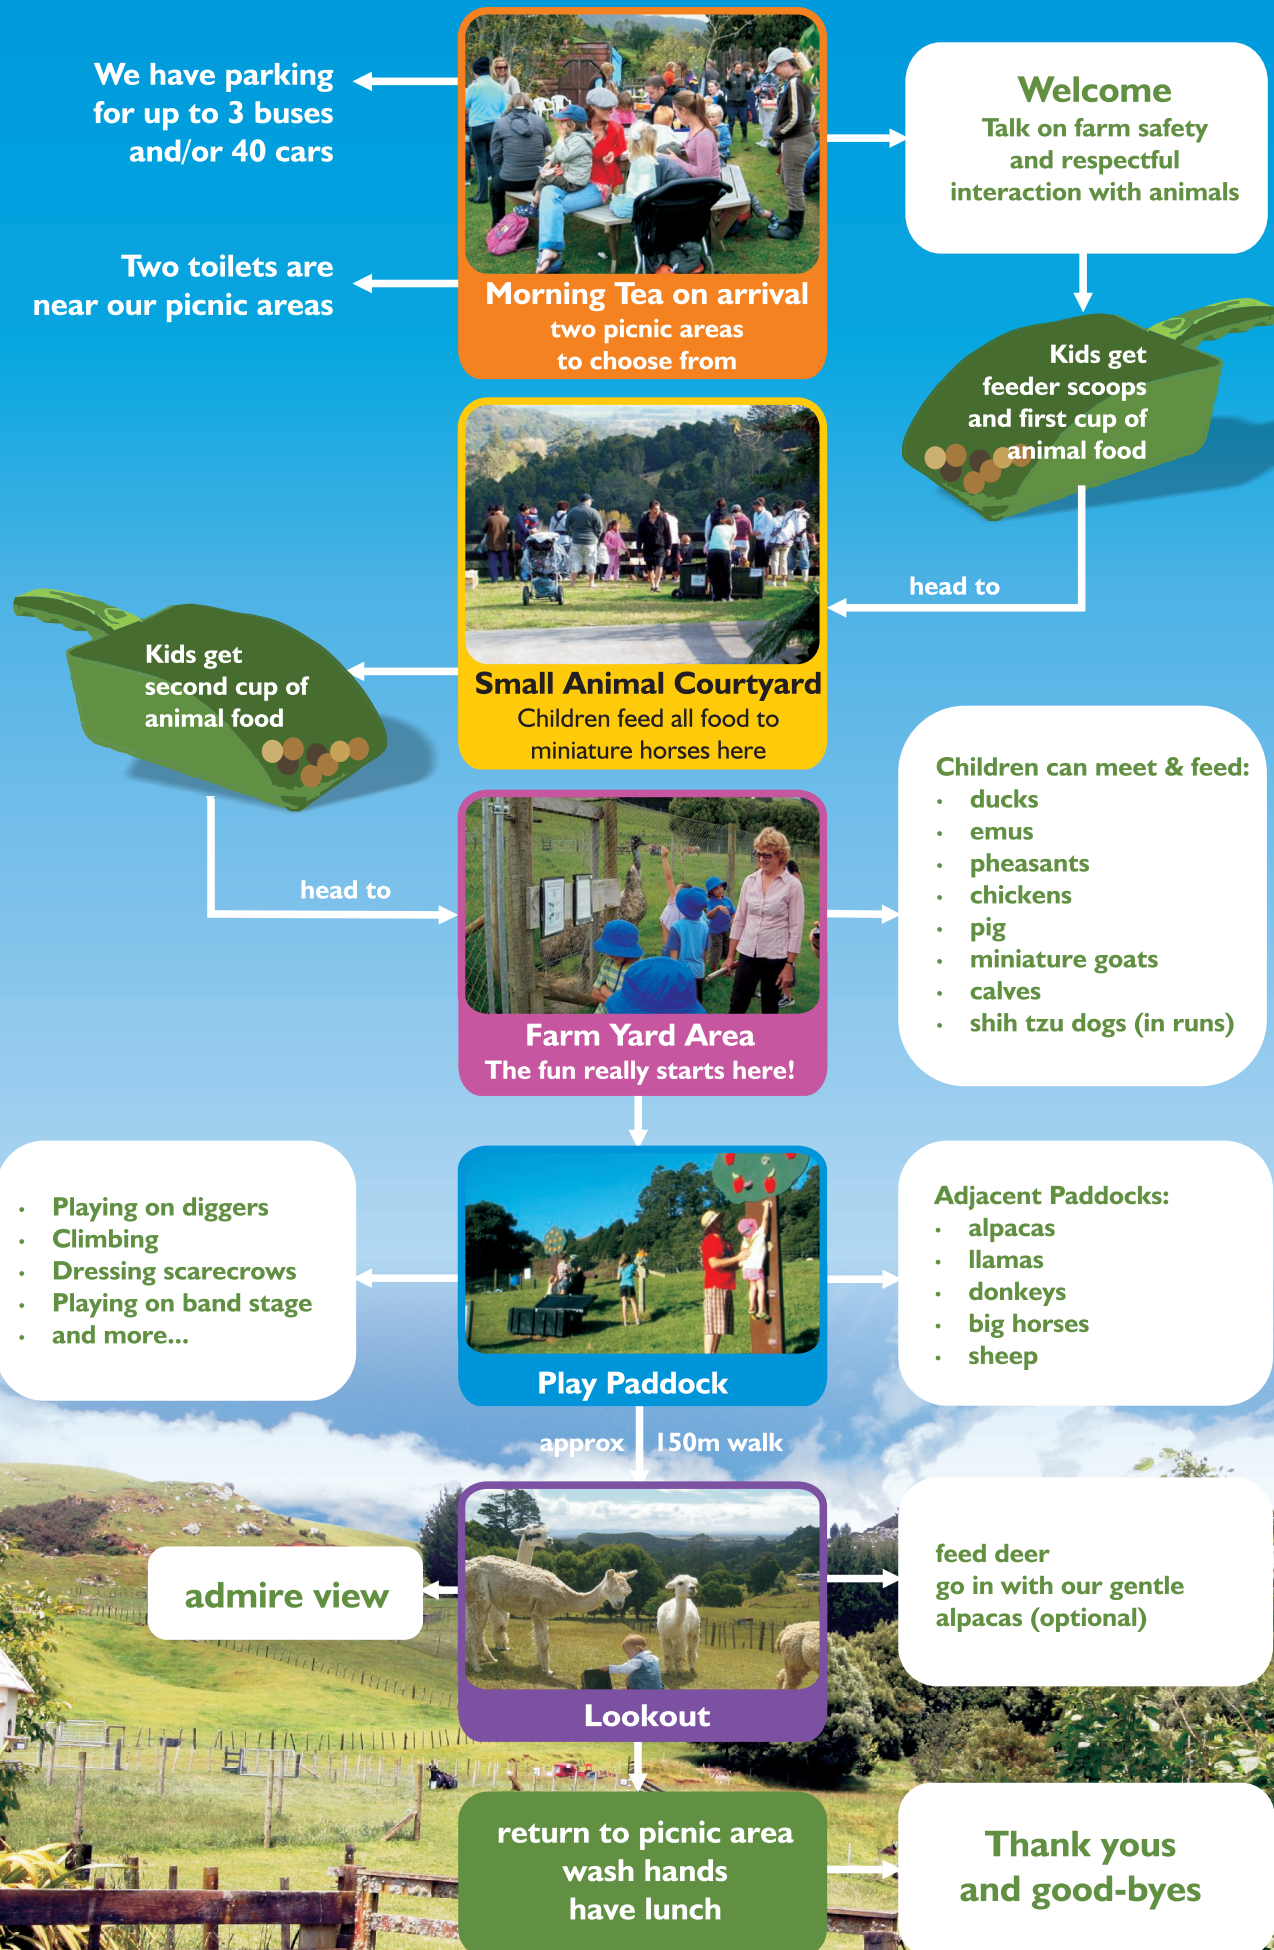 We have parking
for up to 3 buses
and/or 40 cars
Two toilets are
near our picnic areas
Morning Tea on arrival
two picnic areas
to choose from
Welcome
Talk on farm safety
and respectful
interaction with animals
Kids get
feeder scoops
and first cup of
animal food
head to
Small Animal Courtyard
Children feed all food to
miniature horses here
Kids get
second cup of
animal food
head to
Farm Yard Area
The fun really starts here!
Children can meet & feed:
• ducks
• emus
• pheasants
• chickens
• pig
• miniature goats
• calves
• shih tzu dogs (in runs)
Play Paddock
• Playing on diggers
• Climbing
• Dressing scarecrows
• Playing on band stage
• and more...
Adjacent Paddocks:
• alpacas
• llamas
• donkeys
• big horses
• sheep
approx 150m walk
Lookout
admire view
feed deer
go in with our gentle
alpacas (optional)
return to picnic area
wash hands
have lunch
Thank yous
and good-byes